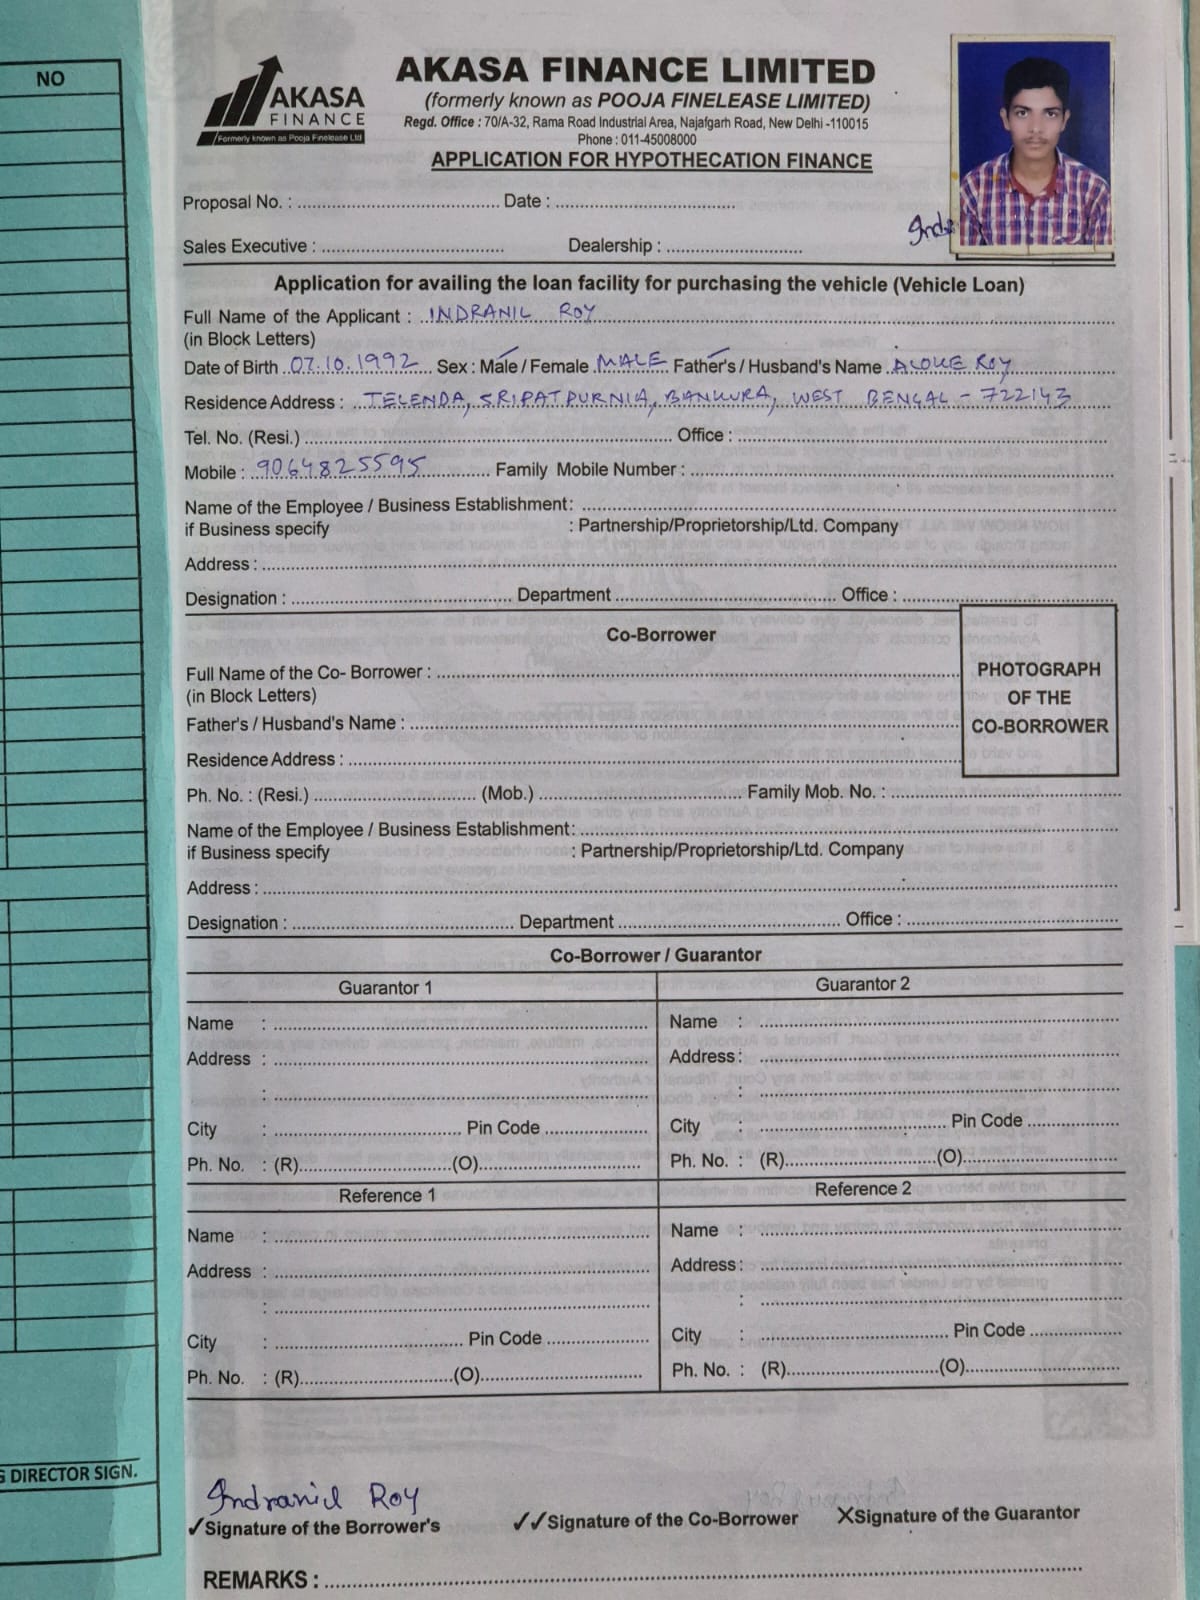 NO
AKASA
FINANCE
Formerly known as Pooja Finelease Ltd
AKASA FINANCE LIMITED
(formerly known as POOJA FINELEASE LIMITED)
Regd. Office : 70/A-32, Rama Road Industrial Area, Najafgarh Road, New Delhi -110015
Phone : 011-45008000
APPLICATION FOR HYPOTHECATION FINANCE
Proposal No. : ........ Date : ........
Sales Executive : ........ Dealership : ........
Application for availing the loan facility for purchasing the vehicle (Vehicle Loan)
Full Name of the Applicant : INDRANIL ROY
(in Block Letters)
Date of Birth 07.10.1992 Sex : Male / Female MALE Father's / Husband's Name ALOKE ROY
Residence Address : TELENDA, SRIPATPURNIA, BANKURA, WEST BENGAL - 722143
Tel. No. (Resi.) ........ Office : ........
Mobile : 9064825595 ........ Family Mobile Number : ........
Name of the Employee / Business Establishment: ........
if Business specify : Partnership/Proprietorship/Ltd. Company
Address : ........
Designation : ........ Department ........ Office : ........
Co-Borrower
PHOTOGRAPH
OF THE
CO-BORROWER
Full Name of the Co- Borrower : ........
(in Block Letters)
Father's / Husband's Name : ........
Residence Address : ........
Ph. No. : (Resi.) ........ (Mob.) ........ Family Mob. No. : ........
Name of the Employee / Business Establishment: ........
if Business specify : Partnership/Proprietorship/Ltd. Company
Address : ........
Designation : ........ Department ........ Office : ........
Co-Borrower / Guarantor
Guarantor 1 Guarantor 2
Name : ........ Name : ........
Address : ........ Address : ........
: ........ : ........
City : ........ Pin Code ........ City : ........ Pin Code ........
Ph. No. : (R)........(O)........ Ph. No. : (R)........(O)........
Reference 1 Reference 2
Name : ........ Name : ........
Address : ........ Address : ........
: ........ : ........
City : ........ Pin Code ........ City : ........ Pin Code ........
Ph. No. : (R)........(O)........ Ph. No. : (R)........(O)........
DIRECTOR SIGN.
Indranil Roy
✓Signature of the Borrower's ✓✓Signature of the Co-Borrower XSignature of the Guarantor
REMARKS : ........